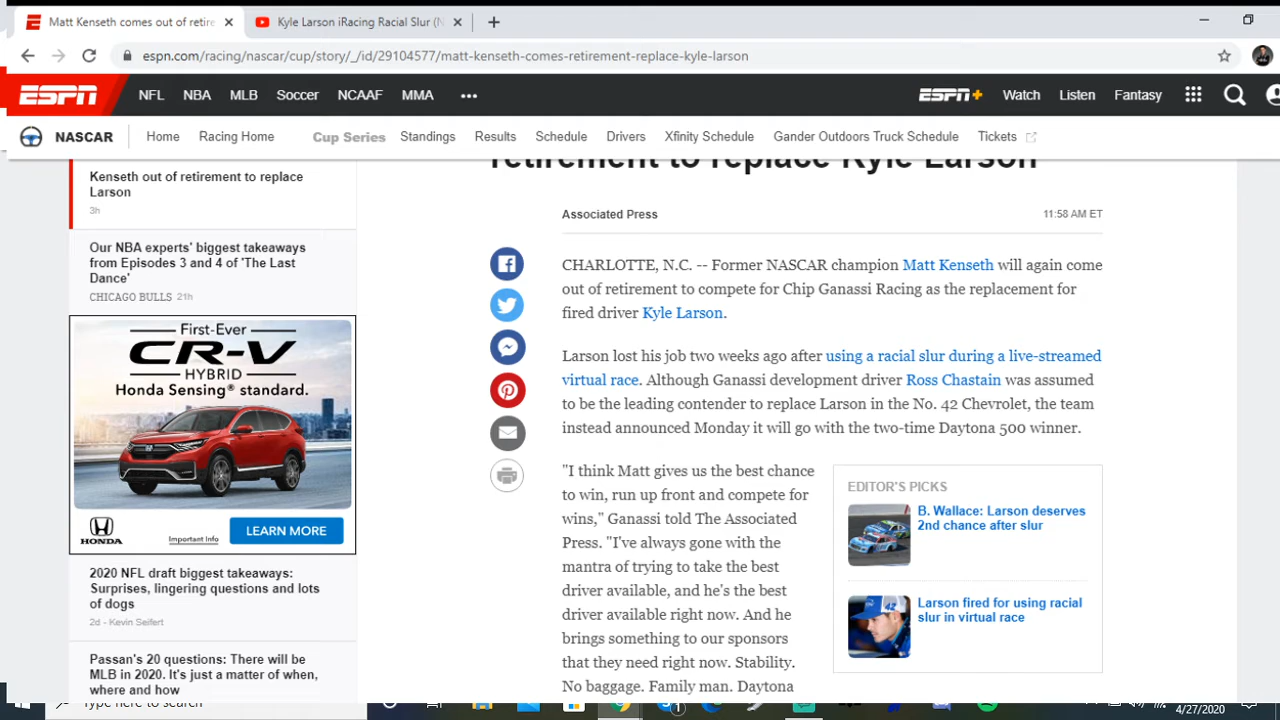 Matt Kenseth comes out of retire
Kyle Larson iRacing Racial Slur (N
espn.com/racing/nascar/cup/story/_/id/29104577/matt-kenseth-comes-retirement-replace-kyle-larson
ESPN NFL NBA MLB Soccer NCAAF MMA ••• ESPN+ Watch Listen Fantasy
NASCAR Home Racing Home Cup Series Standings Results Schedule Drivers Xfinity Schedule Gander Outdoors Truck Schedule Tickets
Kenseth out of retirement to replace
Larson
3h
Our NBA experts' biggest takeaways
from Episodes 3 and 4 of 'The Last
Dance'
CHICAGO BULLS 21h
First-Ever
CR-V
HYBRID
Honda Sensing® standard.
HONDA
Important Info
LEARN MORE
2020 NFL draft biggest takeaways:
Surprises, lingering questions and lots
of dogs
2d - Kevin Seifert
Passan's 20 questions: There will be
MLB in 2020. It's just a matter of when,
where and how
retirement to replace Kyle Larson
Associated Press
11:58 AM ET
CHARLOTTE, N.C. -- Former NASCAR champion Matt Kenseth will again come
out of retirement to compete for Chip Ganassi Racing as the replacement for
fired driver Kyle Larson.
Larson lost his job two weeks ago after using a racial slur during a live-streamed
virtual race. Although Ganassi development driver Ross Chastain was assumed
to be the leading contender to replace Larson in the No. 42 Chevrolet, the team
instead announced Monday it will go with the two-time Daytona 500 winner.
"I think Matt gives us the best chance
to win, run up front and compete for
wins," Ganassi told The Associated
Press. "I've always gone with the
mantra of trying to take the best
driver available, and he's the best
driver available right now. And he
brings something to our sponsors
that they need right now. Stability.
No baggage. Family man. Daytona
EDITOR'S PICKS
B. Wallace: Larson deserves
2nd chance after slur
Larson fired for using racial
slur in virtual race
Type here to search
4/27/2020